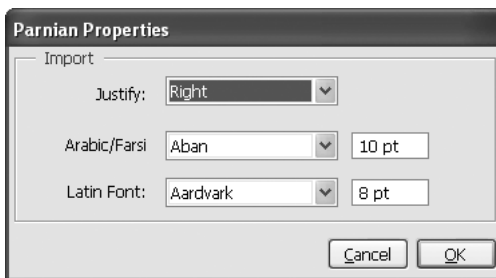 Parnian Properties
Import
Justify: Right
Arabic/Farsi Aban 10 pt
Latin Font: Aardvark 8 pt
Cancel OK